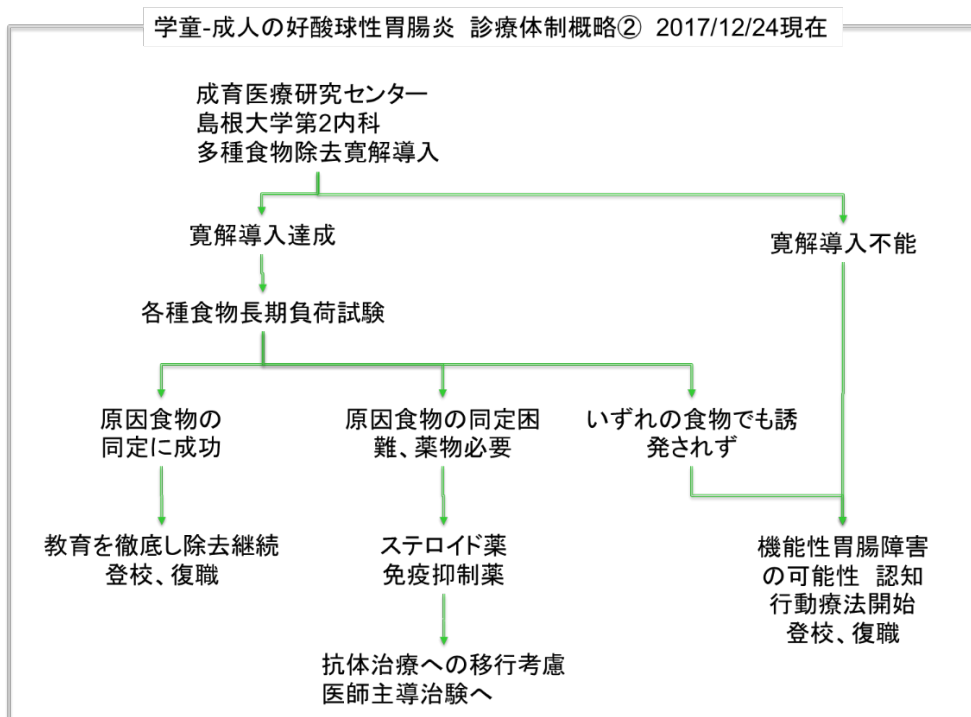 学童-成人の好酸球性胃腸炎 診療体制概略② 2017/12/24現在
成育医療研究センター
島根大学第2内科
多種食物除去寛解導入
寛解導入達成
寛解導入不能
各種食物長期負荷試験
原因食物の
同定に成功
原因食物の同定困
難、薬物必要
いずれの食物でも誘
発されず
教育を徹底し除去継続
登校、復職
ステロイド薬
免疫抑制薬
機能性胃腸障害
の可能性 認知
行動療法開始
登校、復職
抗体治療への移行考慮
医師主導治験へ